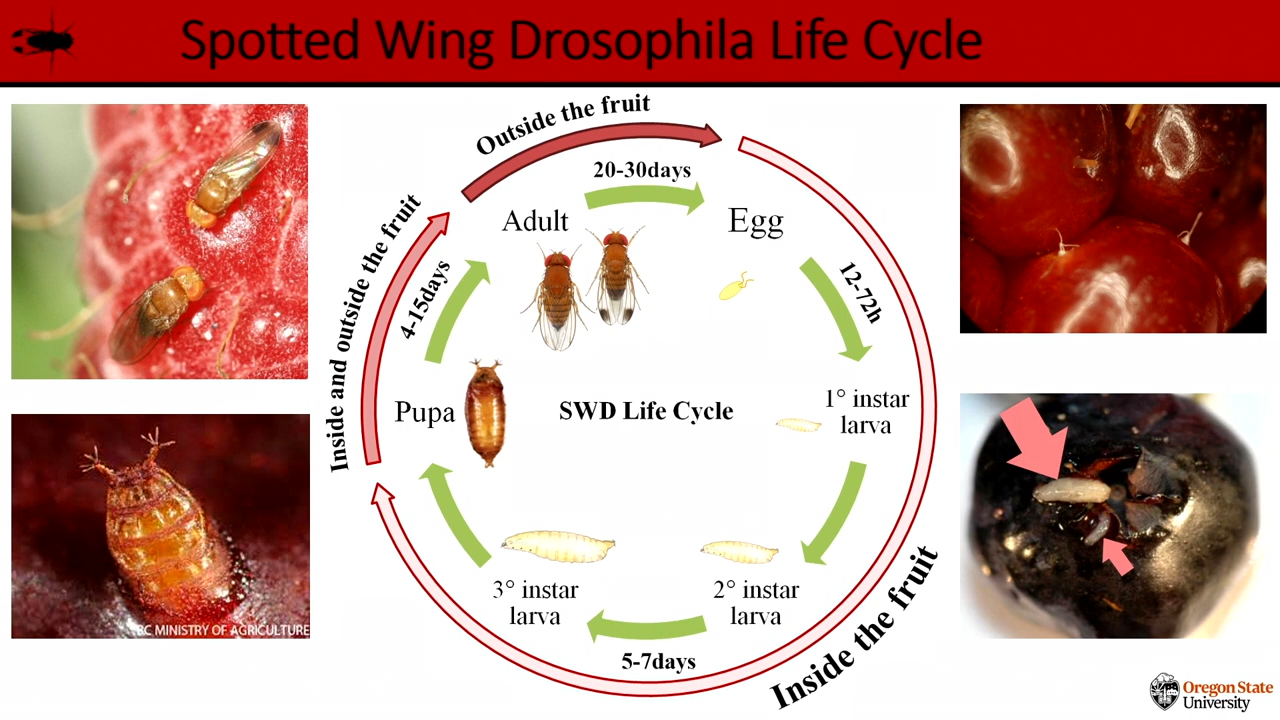 Spotted Wing Drosophila Life Cycle
Outside the fruit
20-30days
Adult
Egg
Inside and outside the fruit
4-15days
12-72h
Pupa
SWD Life Cycle
1° instar
larva
3° instar
larva
2° instar
larva
5-7days
Inside the fruit
BC MINISTRY OF AGRICULTURE
Oregon State
University